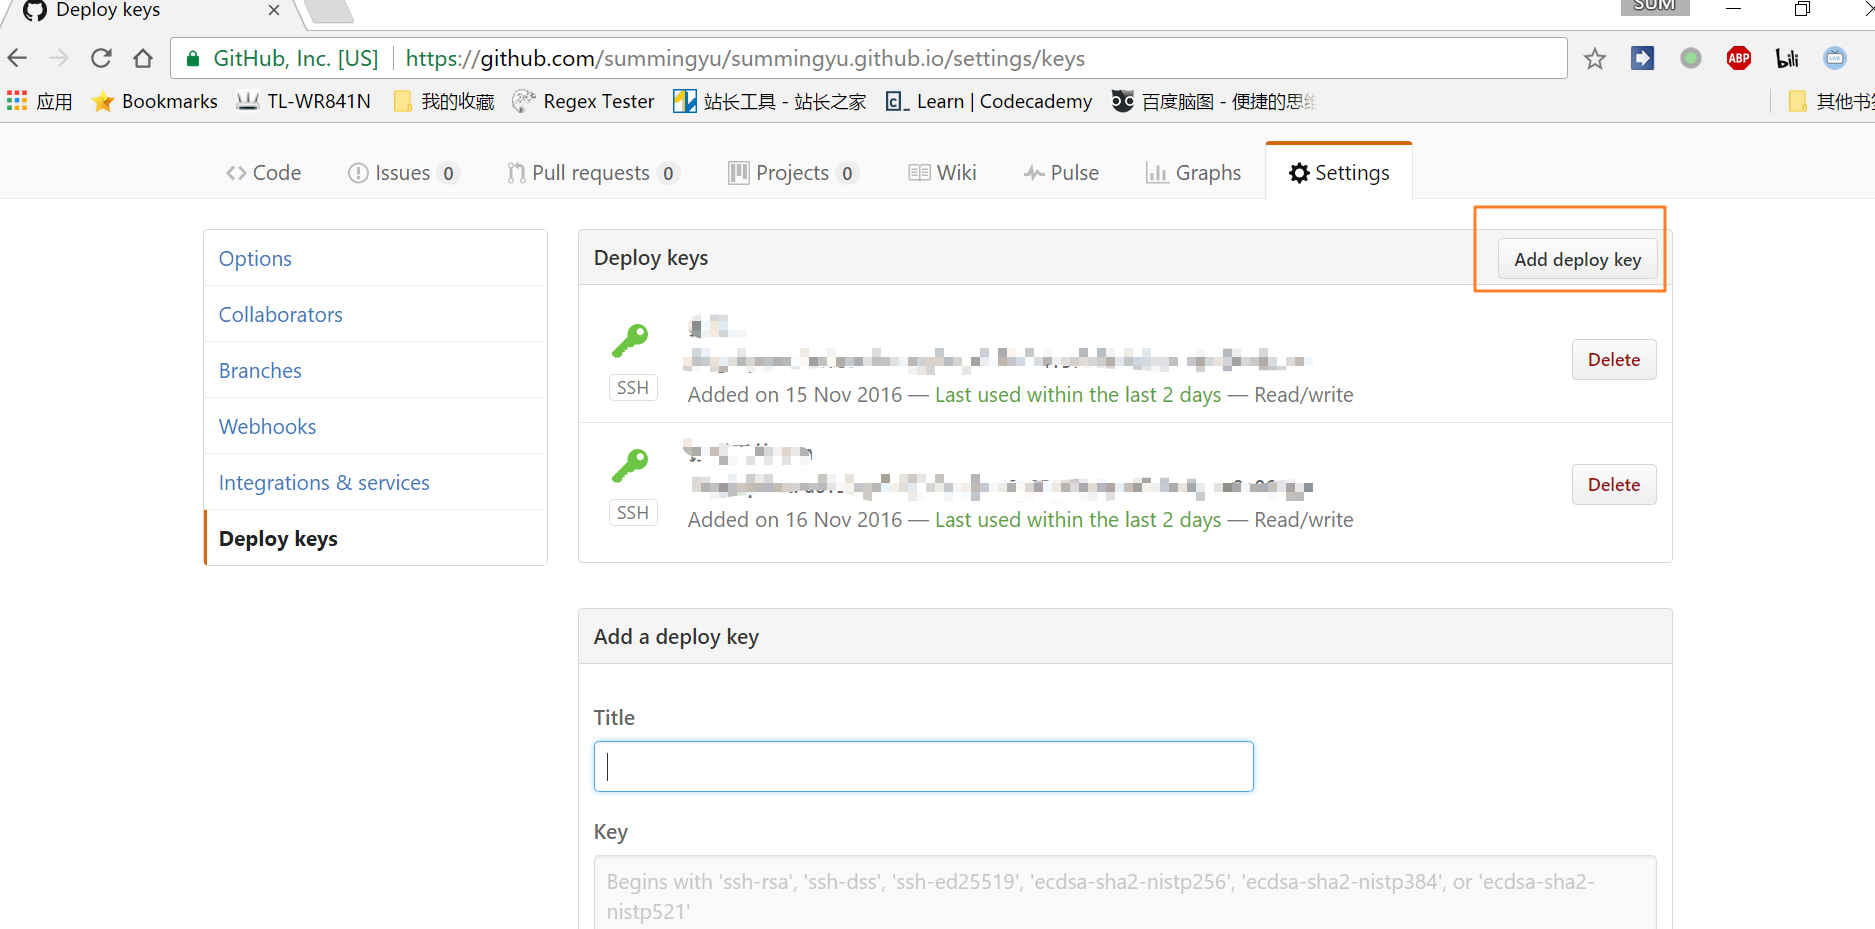 Deploy keys
SUM
GitHub, Inc. [US] https://github.com/summingyu/summingyu.github.io/settings/keys
ABP bili LIVE
应用 Bookmarks TL-WR841N 我的收藏 Regex Tester 站长工具 - 站长之家 Learn | Codecademy 百度脑图 - 便捷的思维 其他书签
Code Issues 0 Pull requests 0 Projects 0 Wiki Pulse Graphs Settings
Options
Collaborators
Branches
Webhooks
Integrations & services
Deploy keys
Deploy keys Add deploy key
SSH
Added on 15 Nov 2016 — Last used within the last 2 days — Read/write
Delete
SSH
Added on 16 Nov 2016 — Last used within the last 2 days — Read/write
Delete
Add a deploy key
Title
Key
Begins with 'ssh-rsa', 'ssh-dss', 'ssh-ed25519', 'ecdsa-sha2-nistp256', 'ecdsa-sha2-nistp384', or 'ecdsa-sha2-
nistp521'